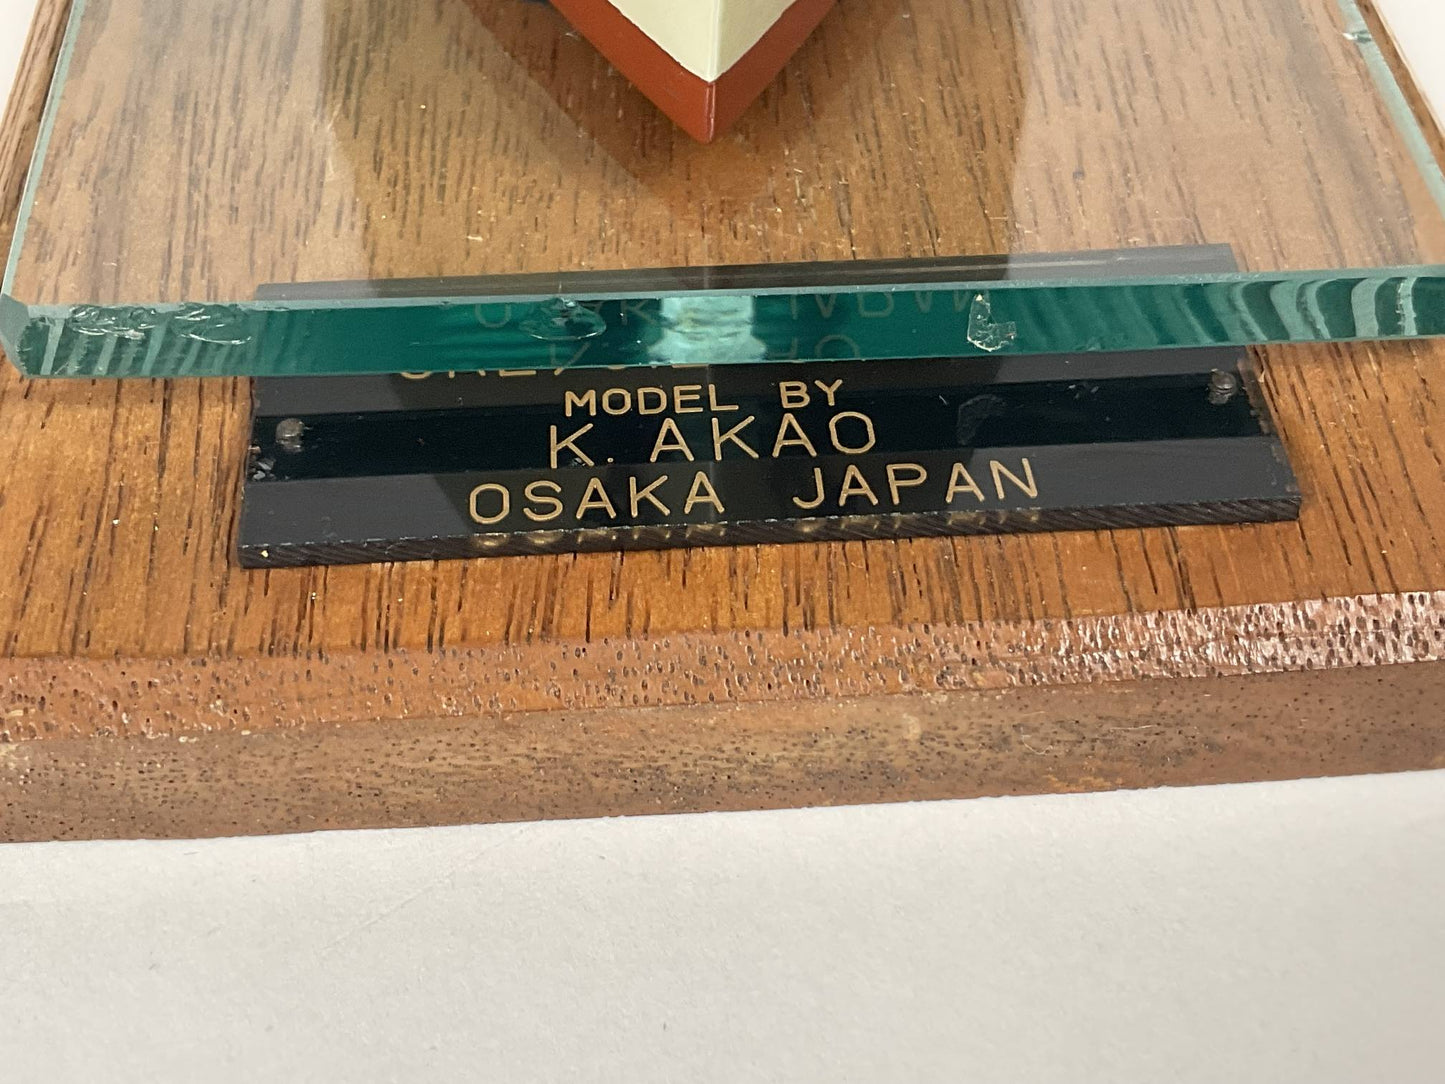 MODEL BY
K. AKAO
OSAKA JAPAN